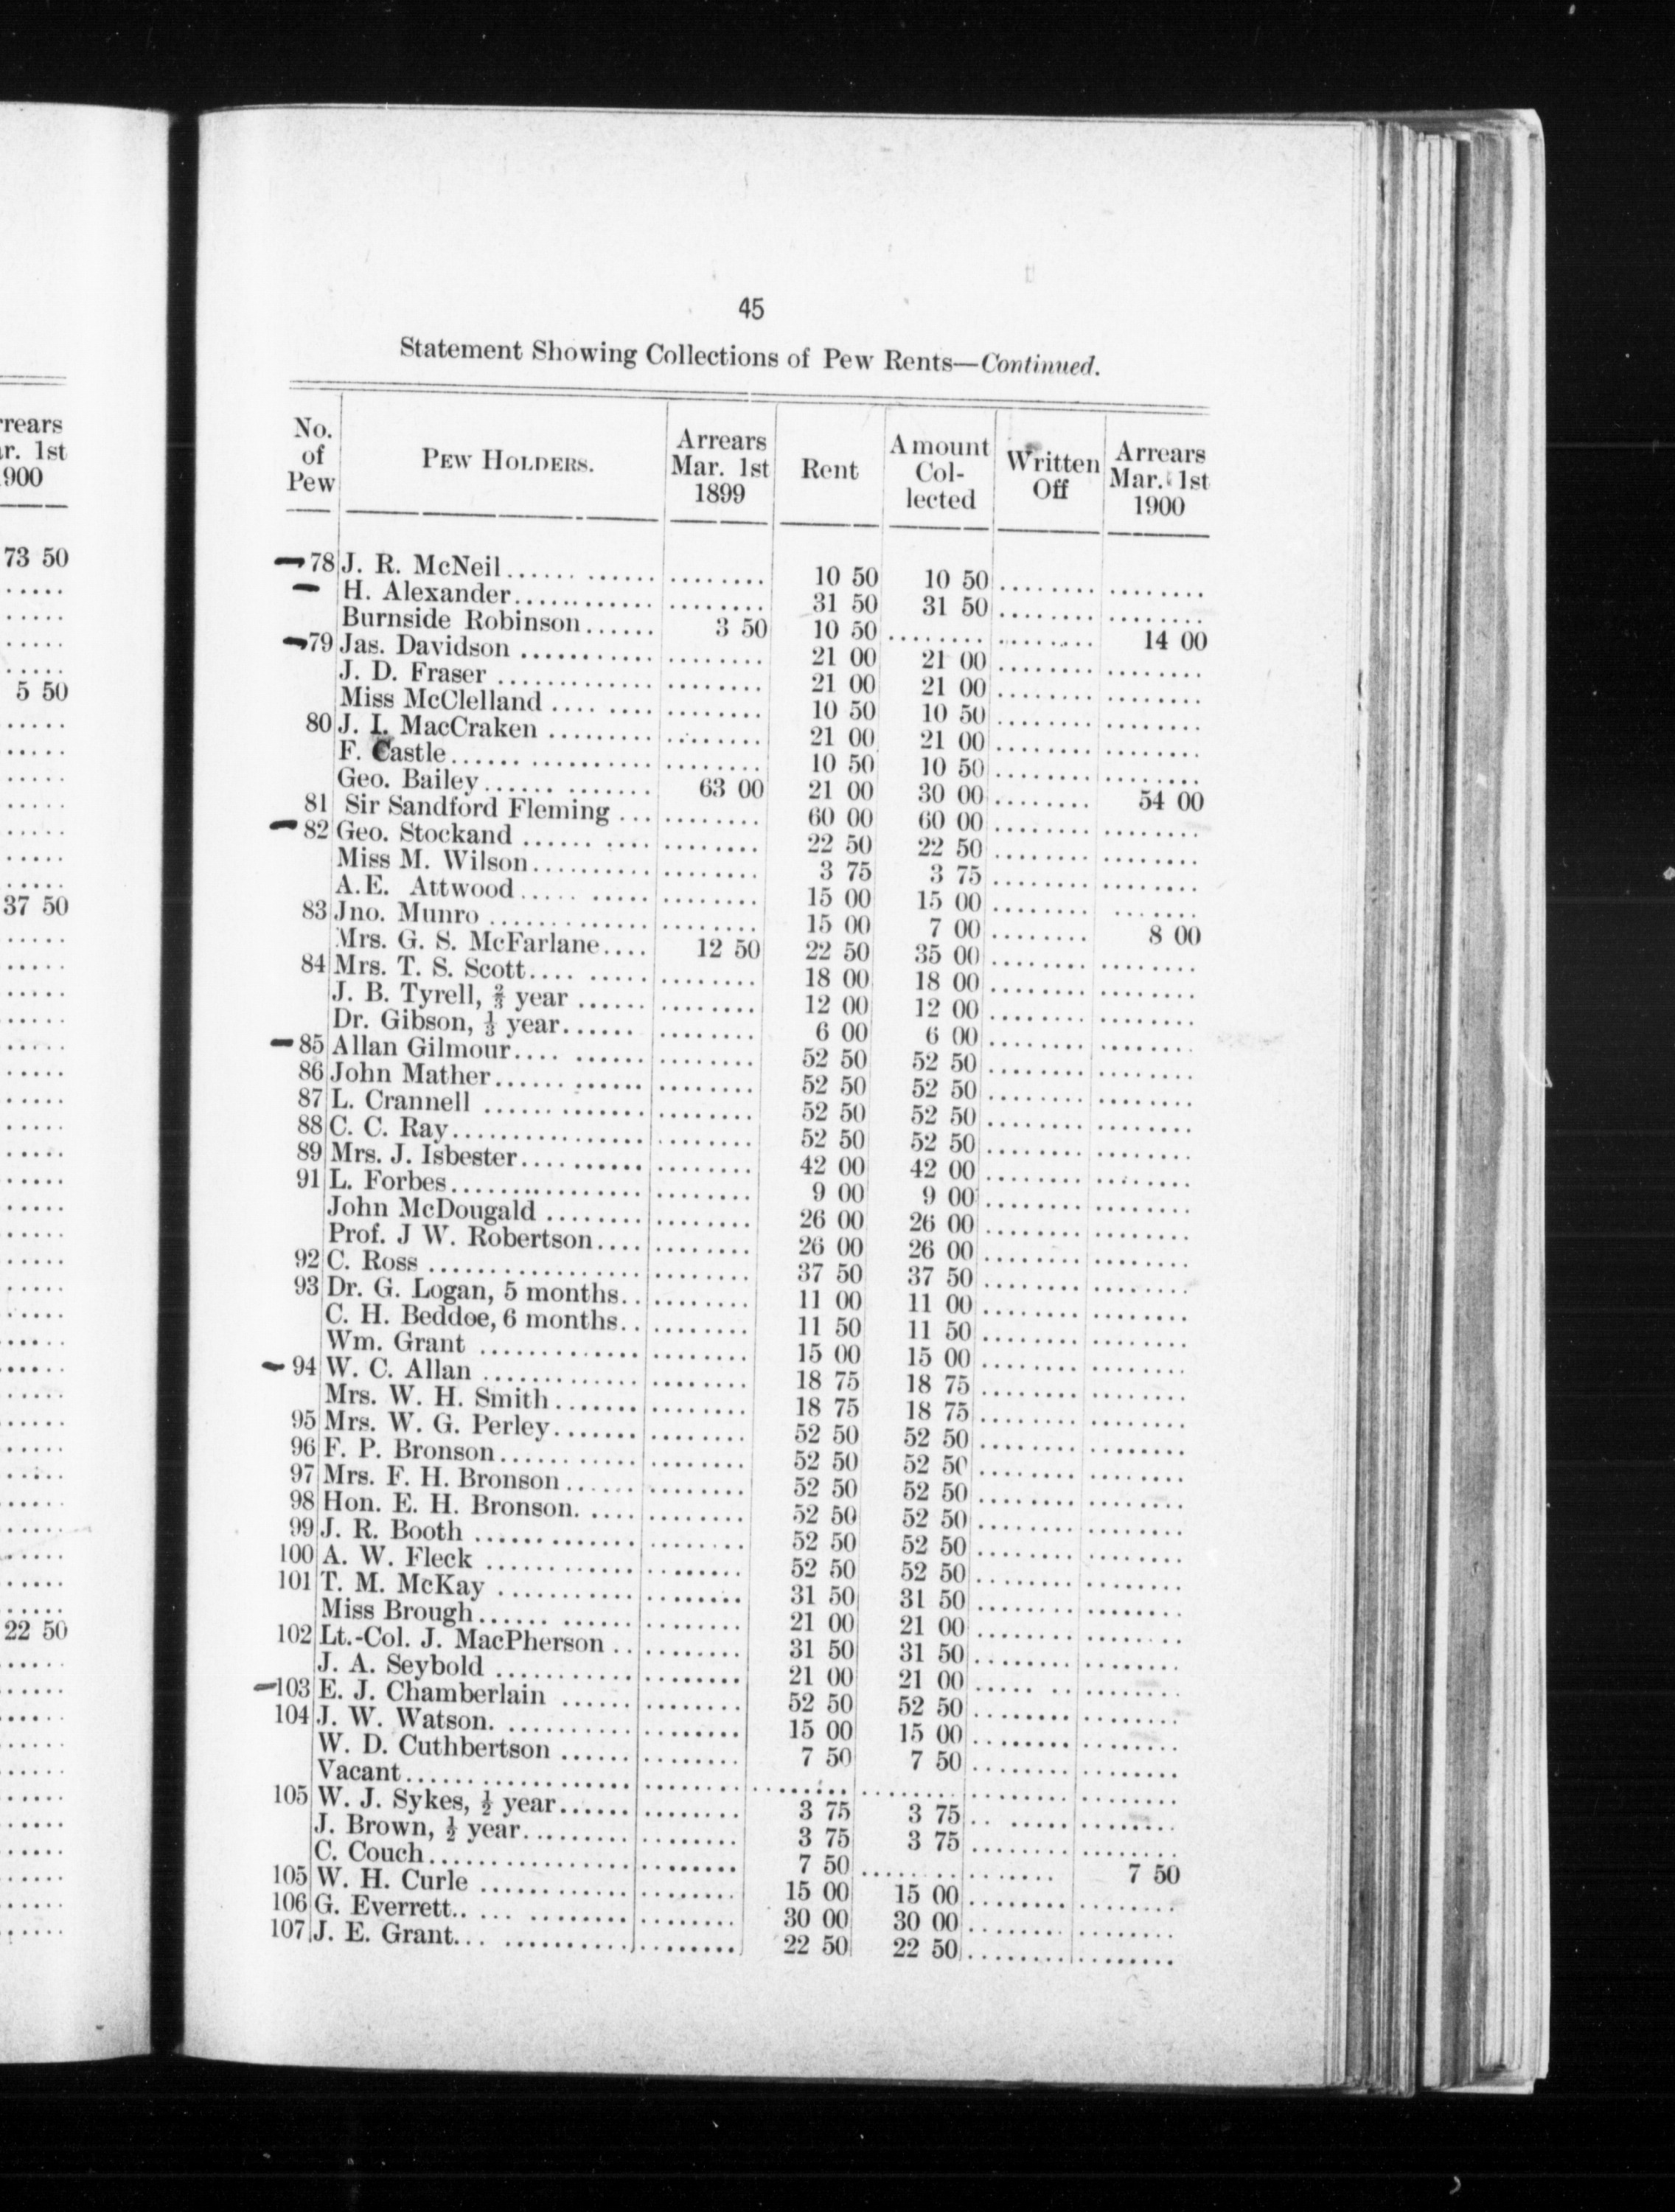 rrears
r. 1st
900
73 50
5 50
37 50
22 50
45
Statement Showing Collections of Pew Rents—Continued.
No. of Pew | PEW HOLDERS. | Arrears Mar. 1st 1899 | Rent | Amount Col- lected | Written Off | Arrears Mar. 1st 1900
78 J. R. McNeil ........ 10 50 10 50 ........ ........
H. Alexander ........ 31 50 31 50 ........ ........
Burnside Robinson...... 3 50 10 50 ........ ........ 14 00
79 Jas. Davidson ........ 21 00 21 00 ........ ........
J. D. Fraser ........ 21 00 21 00 ........ ........
Miss McClelland ........ 10 50 10 50 ........ ........
80 J. I. MacCraken ........ 21 00 21 00 ........ ........
F. Castle ........ 10 50 10 50 ........ ........
Geo. Bailey ........ 63 00 21 00 30 00 ........ 54 00
81 Sir Sandford Fleming ........ 60 00 60 00 ........ ........
82 Geo. Stockand ........ 22 50 22 50 ........ ........
Miss M. Wilson ........ 3 75 3 75 ........ ........
A.E. Attwood ........ 15 00 15 00 ........ ........
83 Jno. Munro ........ 15 00 7 00 ........ 8 00
Mrs. G. S. McFarlane.... 12 50 22 50 35 00 ........ ........
84 Mrs. T. S. Scott ........ 18 00 18 00 ........ ........
J. B. Tyrell, ⅔ year ........ 12 00 12 00 ........ ........
Dr. Gibson, ⅓ year ........ 6 00 6 00 ........ ........
85 Allan Gilmour ........ 52 50 52 50 ........ ........
86 John Mather ........ 52 50 52 50 ........ ........
87 L. Crannell ........ 52 50 52 50 ........ ........
88 C. C. Ray ........ 52 50 52 50 ........ ........
89 Mrs. J. Isbester ........ 42 00 42 00 ........ ........
91 L. Forbes ........ 9 00 9 00 ........ ........
John McDougald ........ 26 00 26 00 ........ ........
Prof. J W. Robertson ........ 26 00 26 00 ........ ........
92 C. Ross ........ 37 50 37 50 ........ ........
93 Dr. G. Logan, 5 months ........ 11 00 11 00 ........ ........
C. H. Beddoe, 6 months ........ 11 50 11 50 ........ ........
Wm. Grant ........ 15 00 15 00 ........ ........
94 W. C. Allan ........ 18 75 18 75 ........ ........
Mrs. W. H. Smith ........ 18 75 18 75 ........ ........
95 Mrs. W. G. Perley ........ 52 50 52 50 ........ ........
96 F. P. Bronson ........ 52 50 52 50 ........ ........
97 Mrs. F. H. Bronson ........ 52 50 52 50 ........ ........
98 Hon. E. H. Bronson. ........ 52 50 52 50 ........ ........
99 J. R. Booth ........ 52 50 52 50 ........ ........
100 A. W. Fleck ........ 52 50 52 50 ........ ........
101 T. M. McKay ........ 31 50 31 50 ........ ........
Miss Brough ........ 21 00 21 00 ........ ........
102 Lt.-Col. J. MacPherson ........ 31 50 31 50 ........ ........
J. A. Seybold ........ 21 00 21 00 ........ ........
103 E. J. Chamberlain ........ 52 50 52 50 ........ ........
104 J. W. Watson. ........ 15 00 15 00 ........ ........
W. D. Cuthbertson ........ 7 50 7 50 ........ ........
Vacant ........ ........ ........ ........ ........
105 W. J. Sykes, ½ year ........ 3 75 3 75 ........ ........
J. Brown, ½ year ........ 3 75 3 75 ........ ........
C. Couch ........ 7 50 ........ ........ 7 50
105 W. H. Curle ........ 15 00 15 00 ........ ........
106 G. Everrett ........ 30 00 30 00 ........ ........
107 J. E. Grant ........ 22 50 22 50 ........ ........